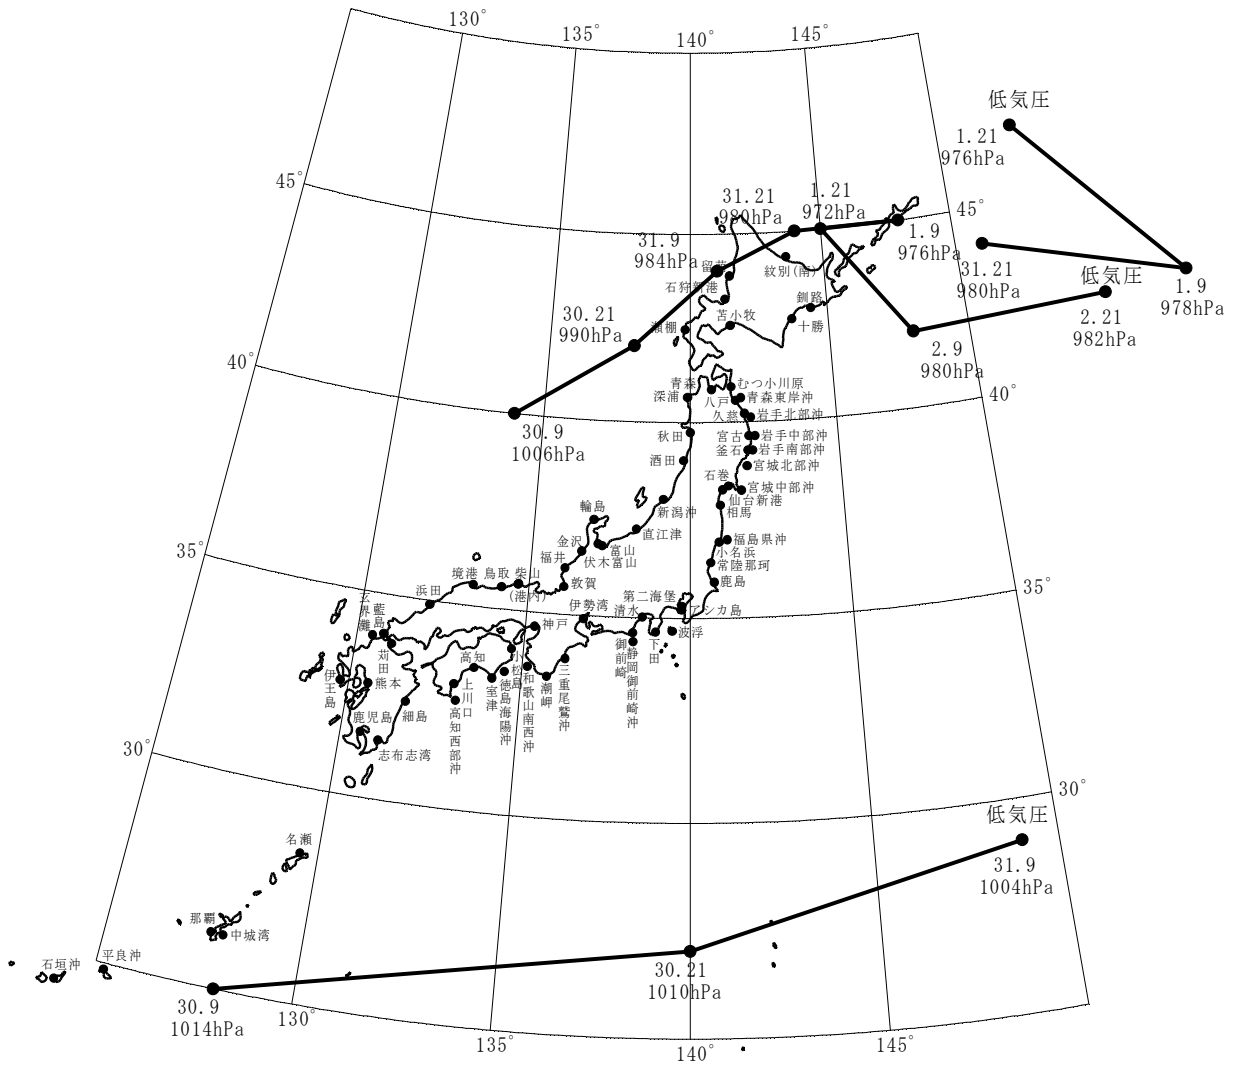 130°
135°
140°
145°
低気圧
1.21
976hPa
45°
31.21
980hPa
1.21
972hPa
45°
31.9
984hPa
1.9
976hPa
留萌
紋別(南)
31.21
980hPa
低気圧
1.9
978hPa
石狩新港
釧路
30.21
990hPa
瀬棚
苫小牧
十勝
2.21
982hPa
2.9
980hPa
40°
40°
青森
深浦
むつ小川原
八戸
青森東岸沖
久慈
岩手北部沖
30.9
1006hPa
秋田
宮古
岩手中部沖
釜石
岩手南部沖
酒田
宮城北部沖
石巻
宮城中部沖
仙台新港
相馬
輪島
新潟沖
直江津
金沢
富山
伏木富山
福井
福島県沖
小名浜
常陸那珂
35°
35°
境港
鳥取
柴山
(港内)
敦賀
鹿島
浜田
伊勢湾
第二海堡
清水
アシカ島
玄界灘
藍島
神戸
波浮
苅田
高知
小松島
御前崎
静岡御前崎沖
下田
伊王島
熊本
上川口
室津
徳島海陽沖
和歌山南西沖
潮岬
三重尾鷲沖
鹿児島
細島
高知西部沖
志布志湾
30°
30°
低気圧
31.9
1004hPa
名瀬
那覇
中城湾
平良沖
石垣沖
30.21
1010hPa
30.9
1014hPa
130°
135°
140°
145°